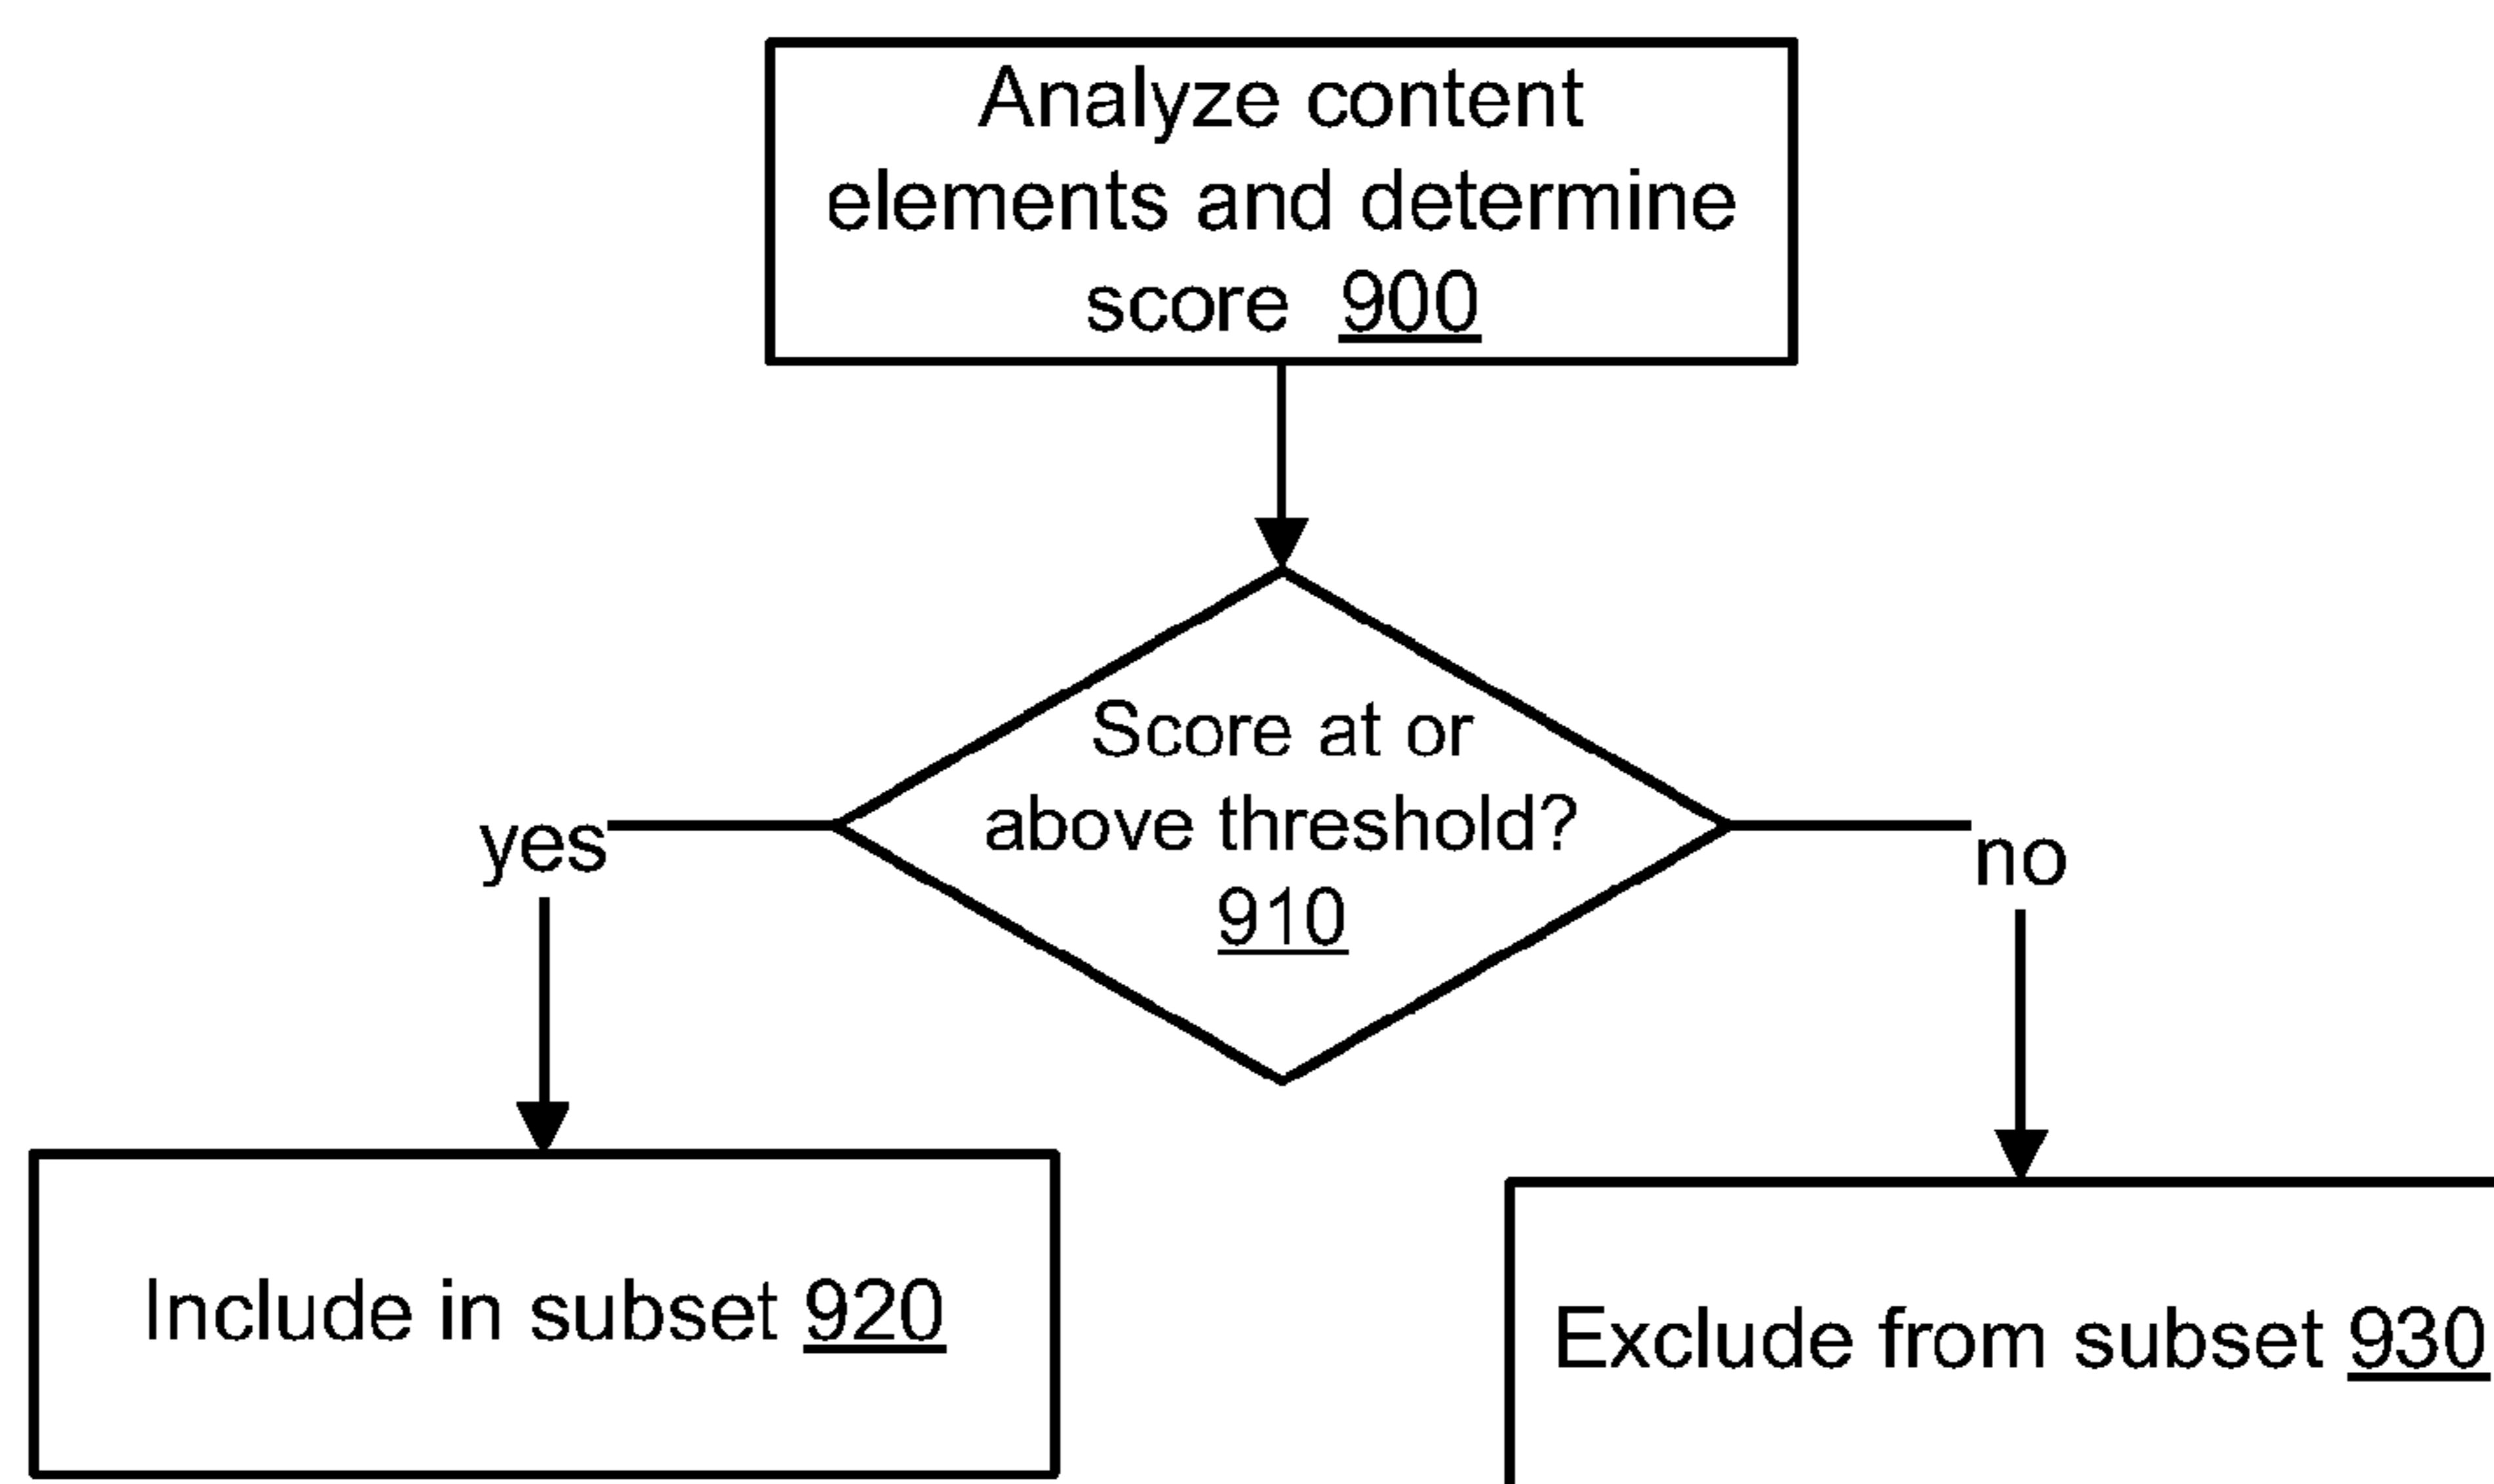 Analyze content
elements and determine
score 900
Score at or
above threshold?
910
yes
no
Include in subset 920
Exclude from subset 930